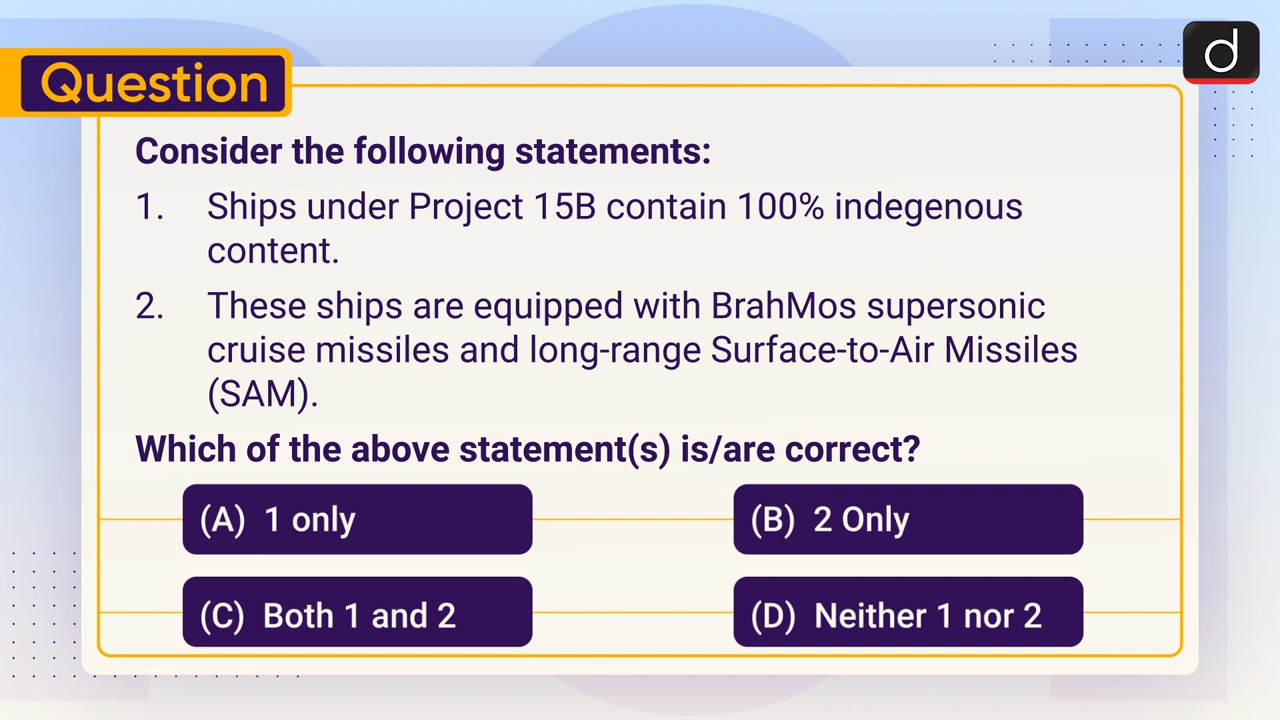 Question
d
Consider the following statements:
1. Ships under Project 15B contain 100% indegenous
content.
2. These ships are equipped with BrahMos supersonic
cruise missiles and long-range Surface-to-Air Missiles
(SAM).
Which of the above statement(s) is/are correct?
(A) 1 only
(B) 2 Only
(C) Both 1 and 2
(D) Neither 1 nor 2